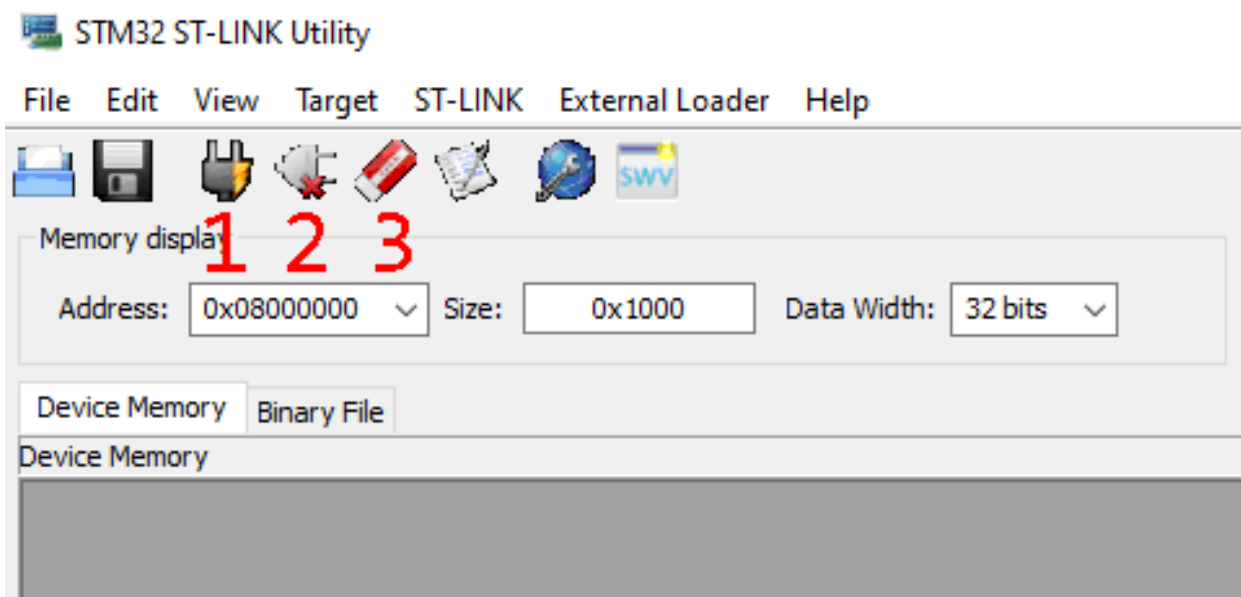 STM32 ST-LINK Utility
File Edit View Target ST-LINK External Loader Help
SWV
1 2 3
Memory display
Address: 0x08000000 Size: 0x1000 Data Width: 32 bits
Device Memory Binary File
Device Memory